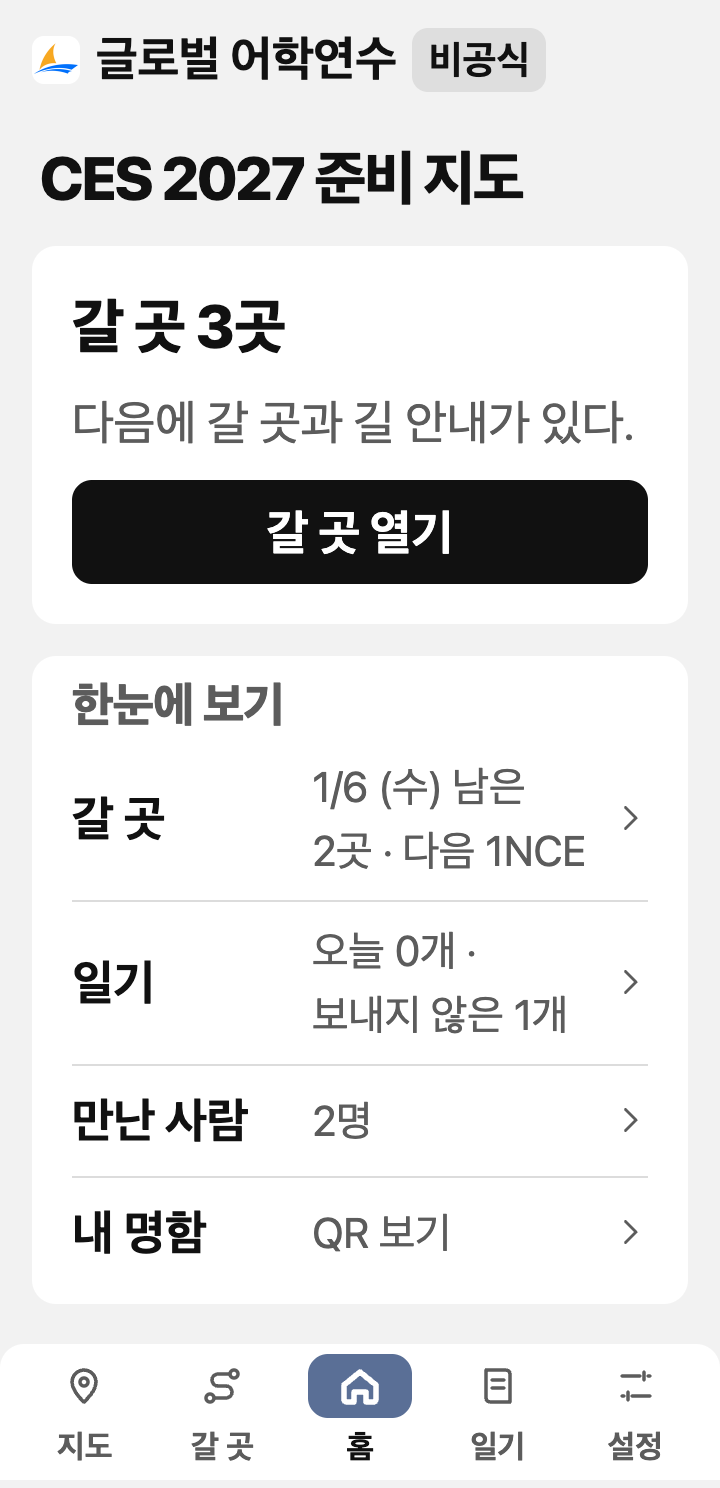 글로벌 어학연수 비공식
CES 2027 준비 지도
갈 곳 3곳
다음에 갈 곳과 길 안내가 있다.
갈 곳 열기
한눈에 보기
갈 곳
1/6 (수) 남은
2곳 · 다음 1NCE
일기
오늘 0개 ·
보내지 않은 1개
만난 사람 2명
내 명함 QR 보기
지도 갈 곳 홈 일기 설정